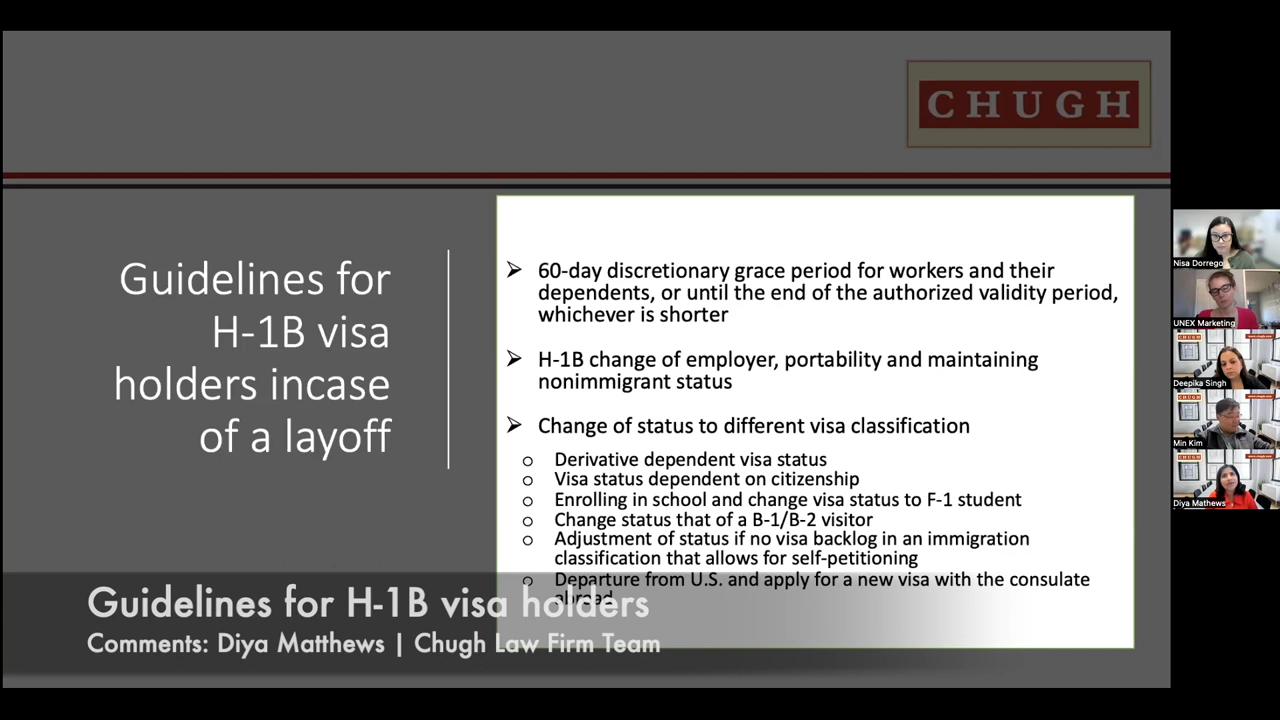 CHUGH
Guidelines for
H-1B visa
holders incase
of a layoff
60-day discretionary grace period for workers and their
dependents, or until the end of the authorized validity period,
whichever is shorter
H-1B change of employer, portability and maintaining
nonimmigrant status
Change of status to different visa classification
Derivative dependent visa status
Visa status dependent on citizenship
Enrolling in school and change visa status to F-1 student
Change status that of a B-1/B-2 visitor
Adjustment of status if no visa backlog in an immigration
classification that allows for self-petitioning
Departure from U.S. and apply for a new visa with the consulate
abroad
Guidelines for H-1B visa holders
Comments: Diya Matthews | Chugh Law Firm Team
Nisa Dorrego
UNEX Marketing
CHUGH
Deepika Singh
CHUGH
Min Kim
CHUGH
Diya Mathews